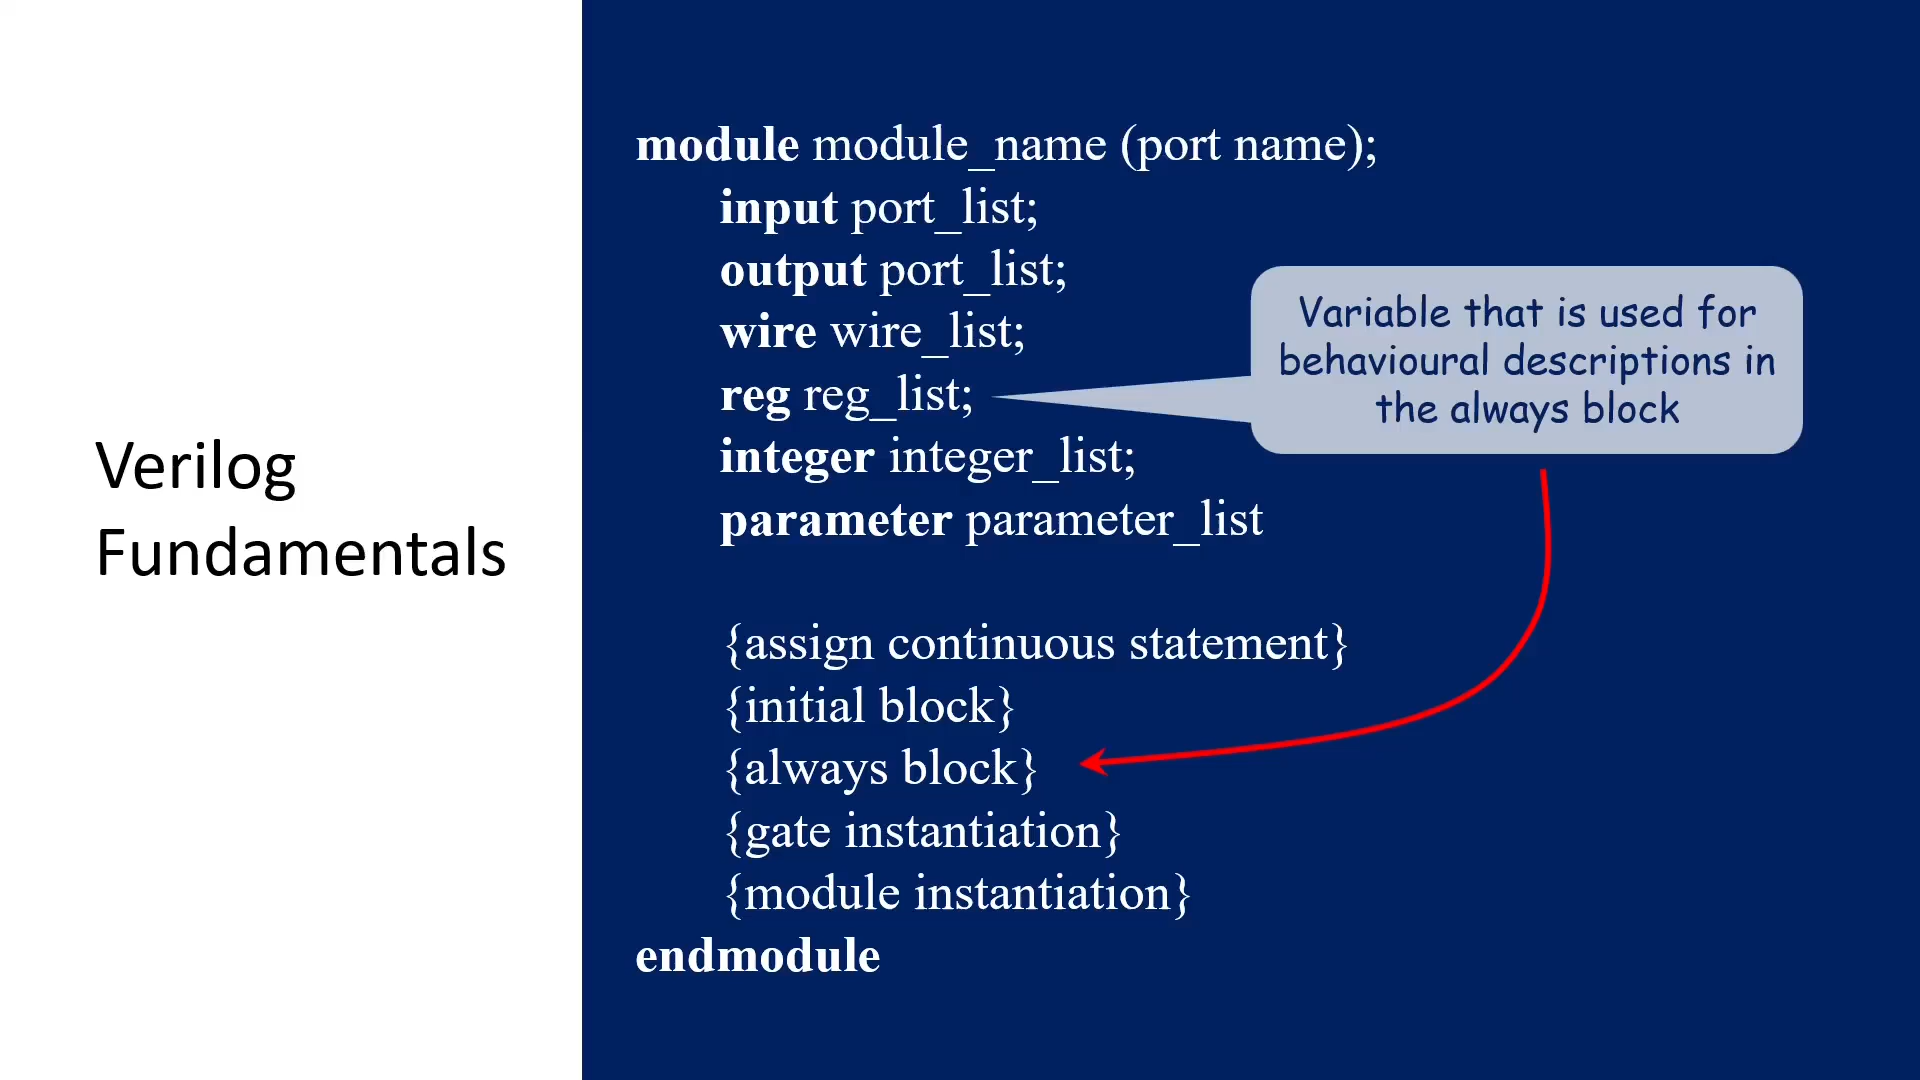 Verilog
Fundamentals
module module_name (port name);
input port_list;
output port_list;
wire wire_list;
reg reg_list;
integer integer_list;
parameter parameter_list
{assign continuous statement}
{initial block}
{always block}
{gate instantiation}
{module instantiation}
endmodule
Variable that is used for
behavioural descriptions in
the always block